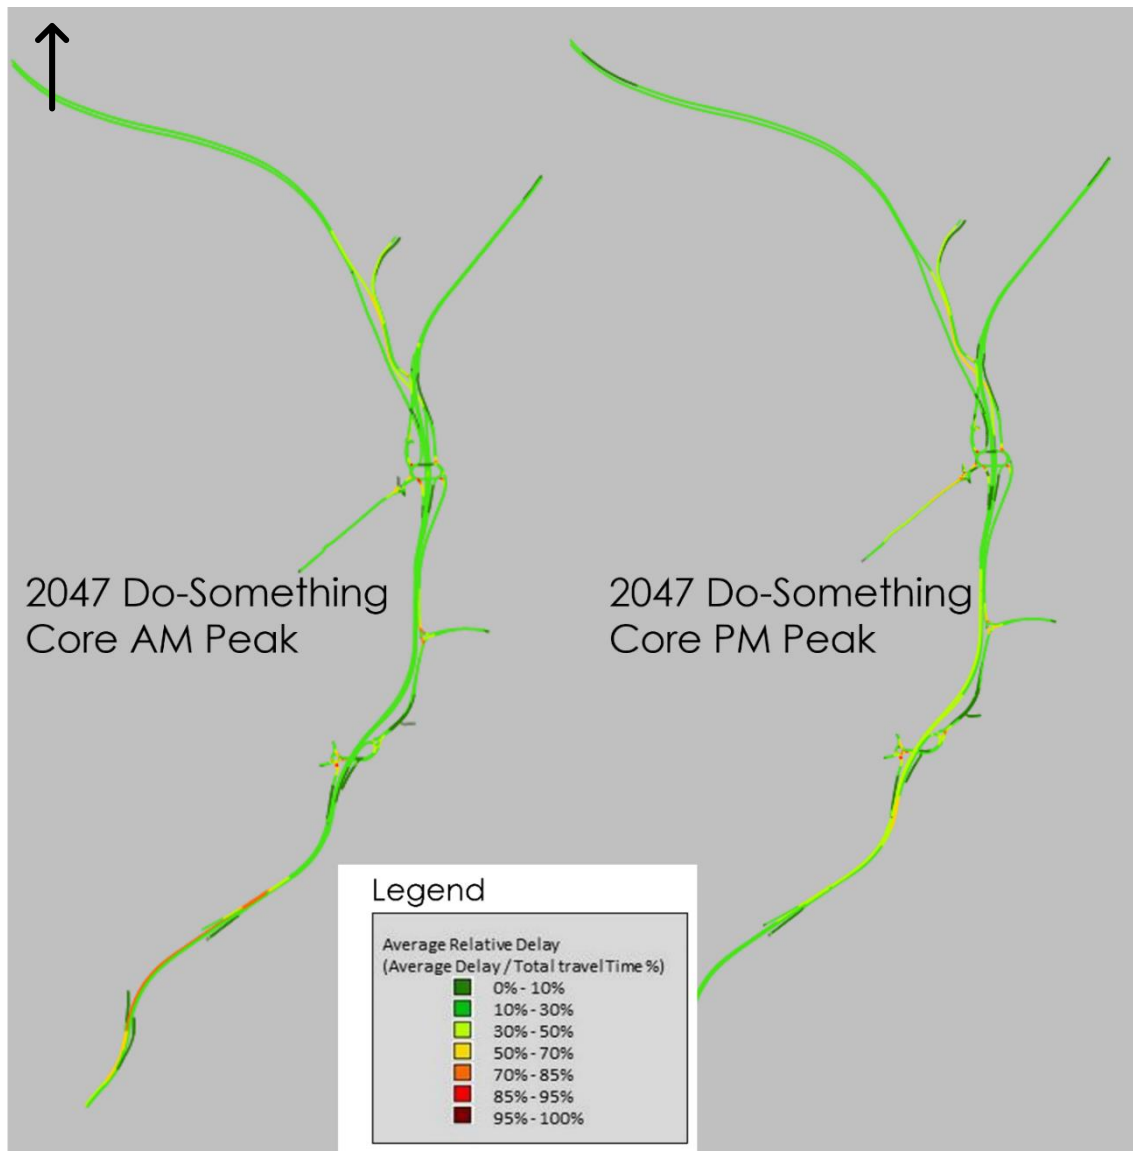 2047 Do-Something
Core AM Peak
2047 Do-Something
Core PM Peak
Legend
Average Relative Delay
(Average Delay / Total travel Time %)
0% - 10%
10% - 30%
30% - 50%
50% - 70%
70% - 85%
85% - 95%
95% - 100%